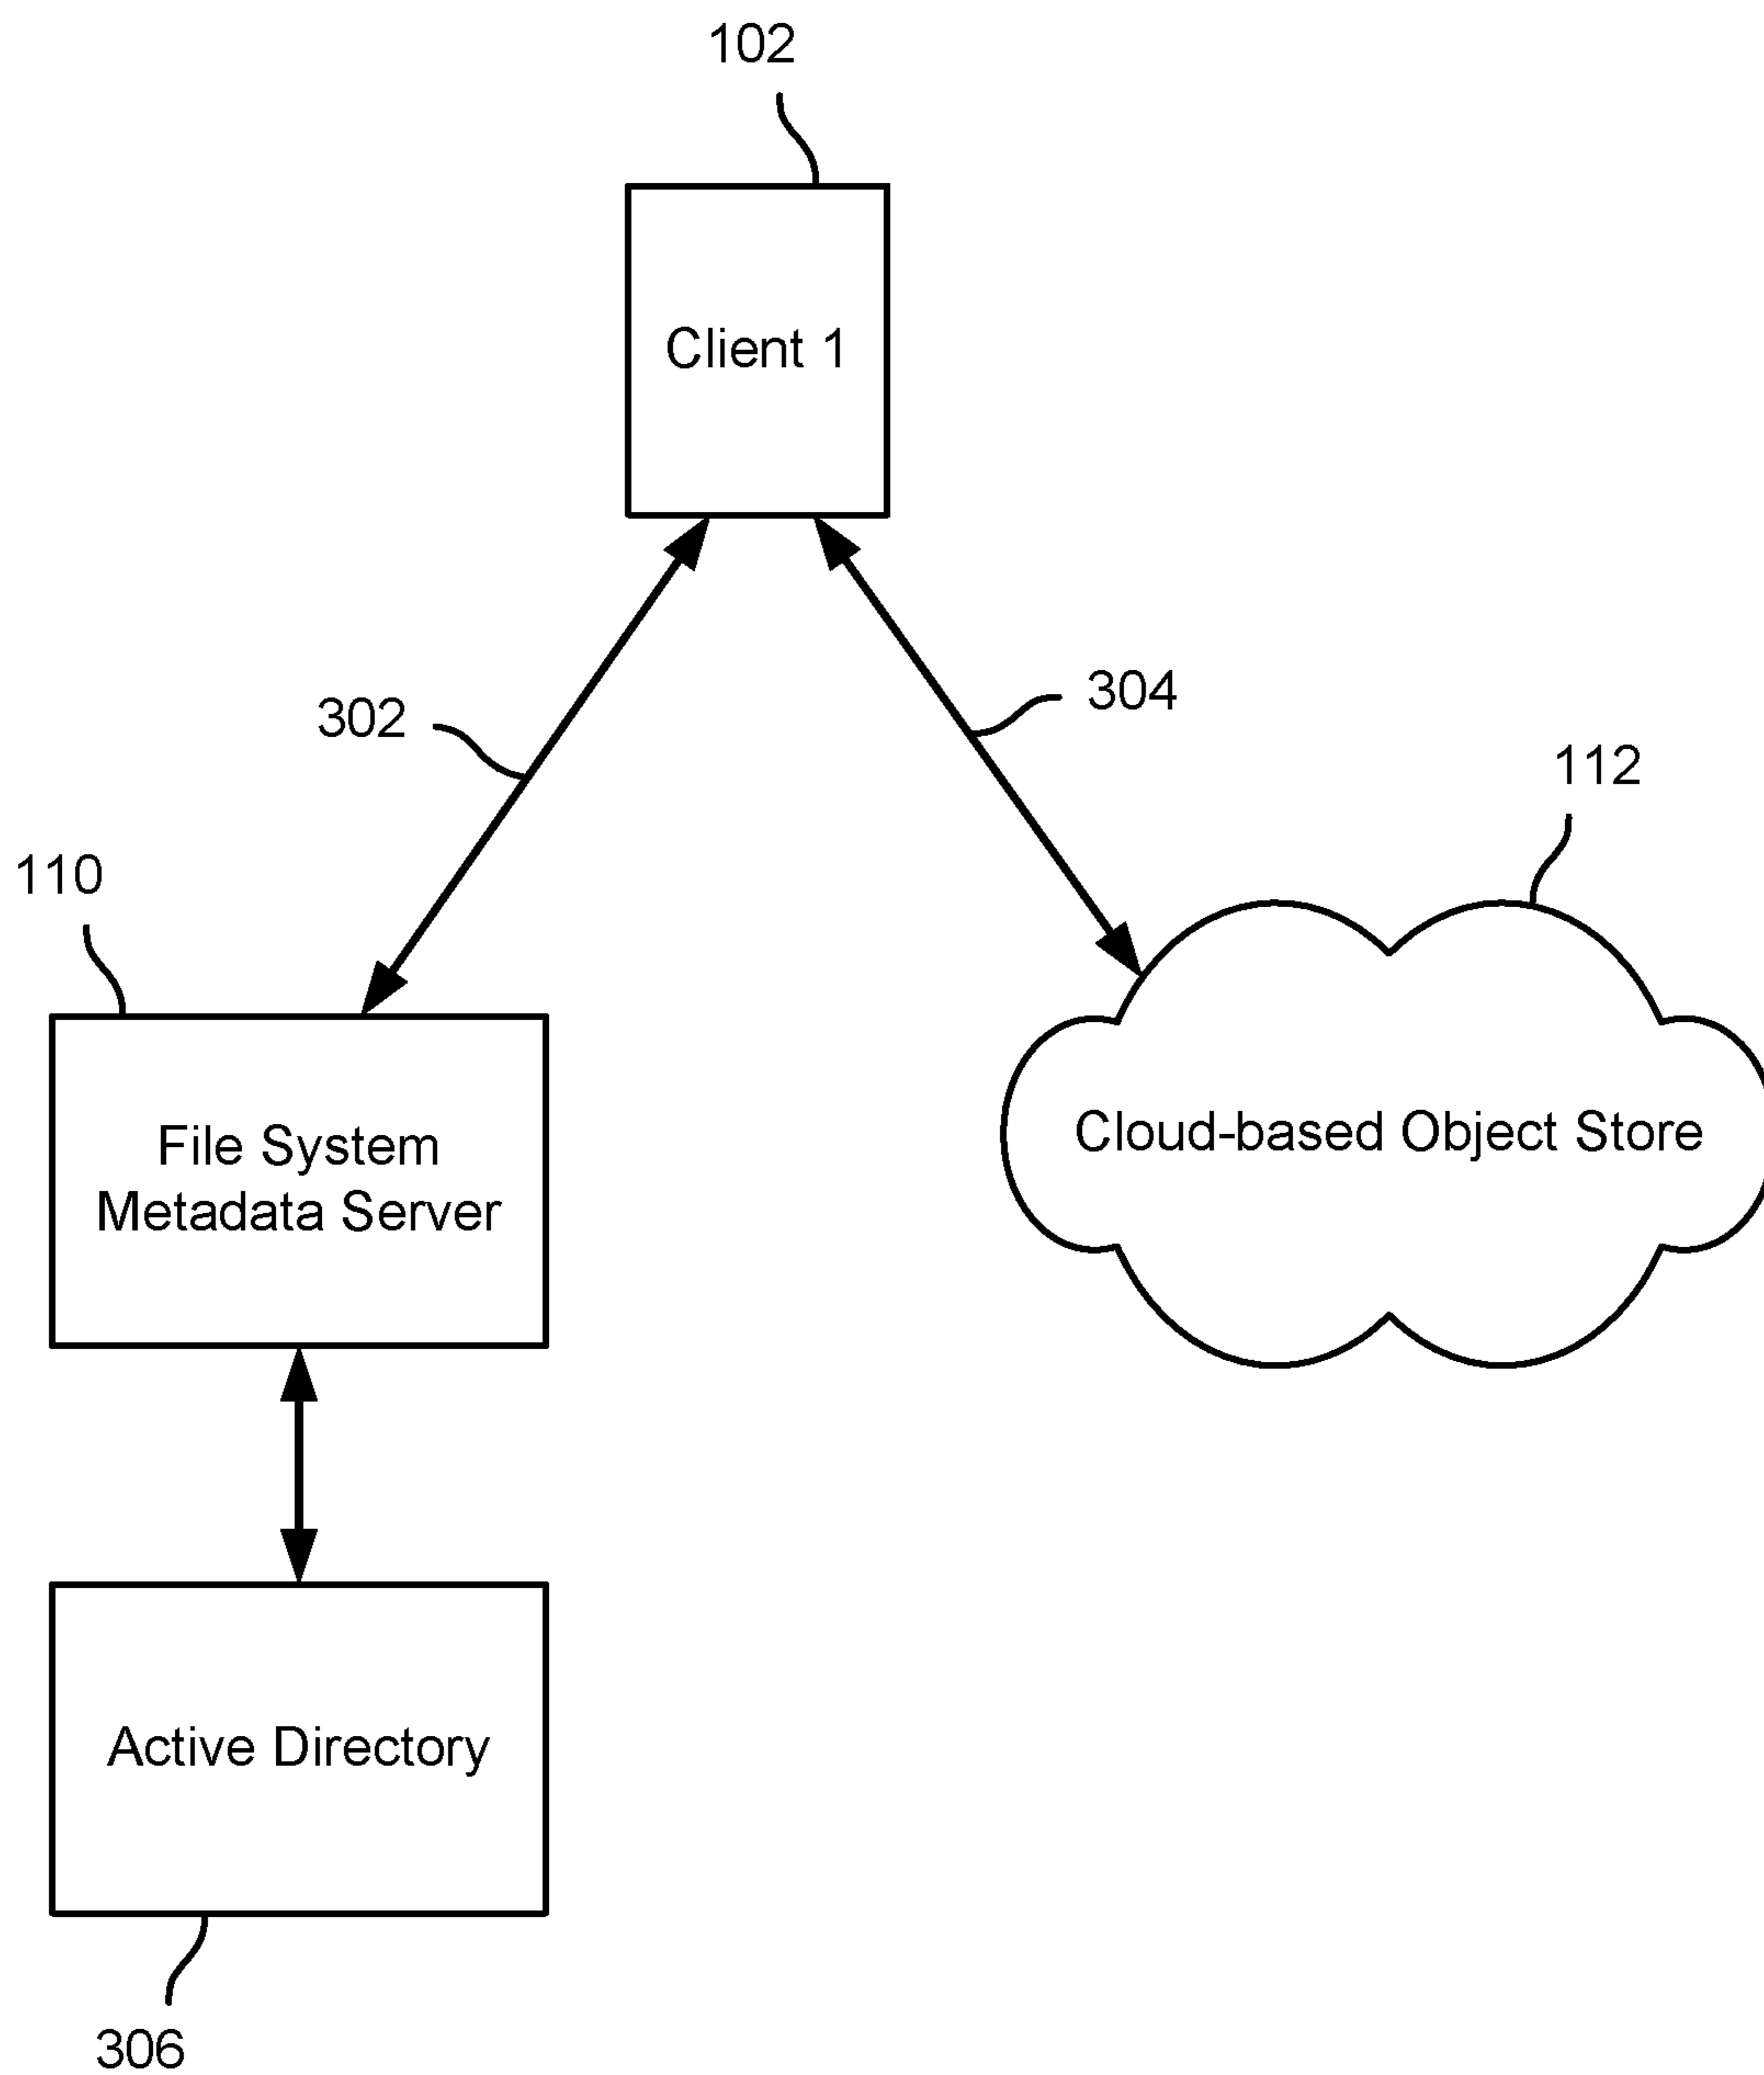 102
Client 1
304
302
112
110
Cloud-based Object Store
File System
Metadata Server
Active Directory
306